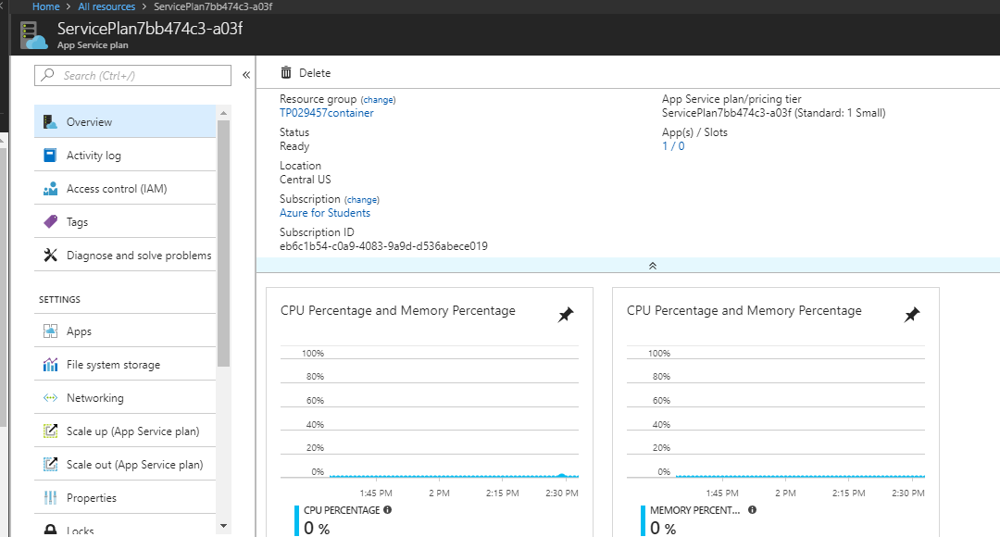 Home > All resources > ServicePlan7bb474c3-a03f
ServicePlan7bb474c3-a03f
App Service plan
Search (Ctrl+/)
«
Overview
Activity log
Access control (IAM)
Tags
Diagnose and solve problems
SETTINGS
Apps
File system storage
Networking
Scale up (App Service plan)
Scale out (App Service plan)
Properties
Locks
Delete
Resource group (change)
TP029457container
Status
Ready
Location
Central US
Subscription (change)
Azure for Students
Subscription ID
eb6c1b54-c0a9-4083-9a9d-d536abece019
App Service plan/pricing tier
ServicePlan7bb474c3-a03f (Standard: 1 Small)
App(s) / Slots
1 / 0
CPU Percentage and Memory Percentage
100%
80%
60%
40%
20%
0%
1:45 PM 2 PM 2:15 PM 2:30 PM
CPU PERCENTAGE
0 %
CPU Percentage and Memory Percentage
100%
80%
60%
40%
20%
0%
1:45 PM 2 PM 2:15 PM 2:30 PM
MEMORY PERCENT...
0 %